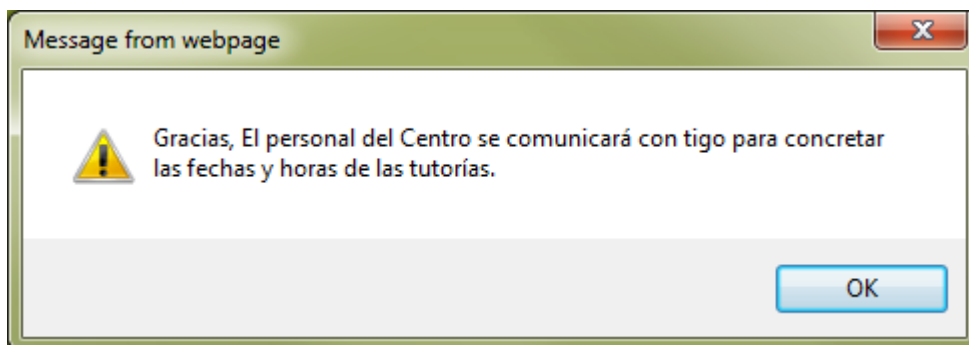 Message from webpage
Gracias, El personal del Centro se comunicará con tigo para concretar
las fechas y horas de las tutorías.
OK